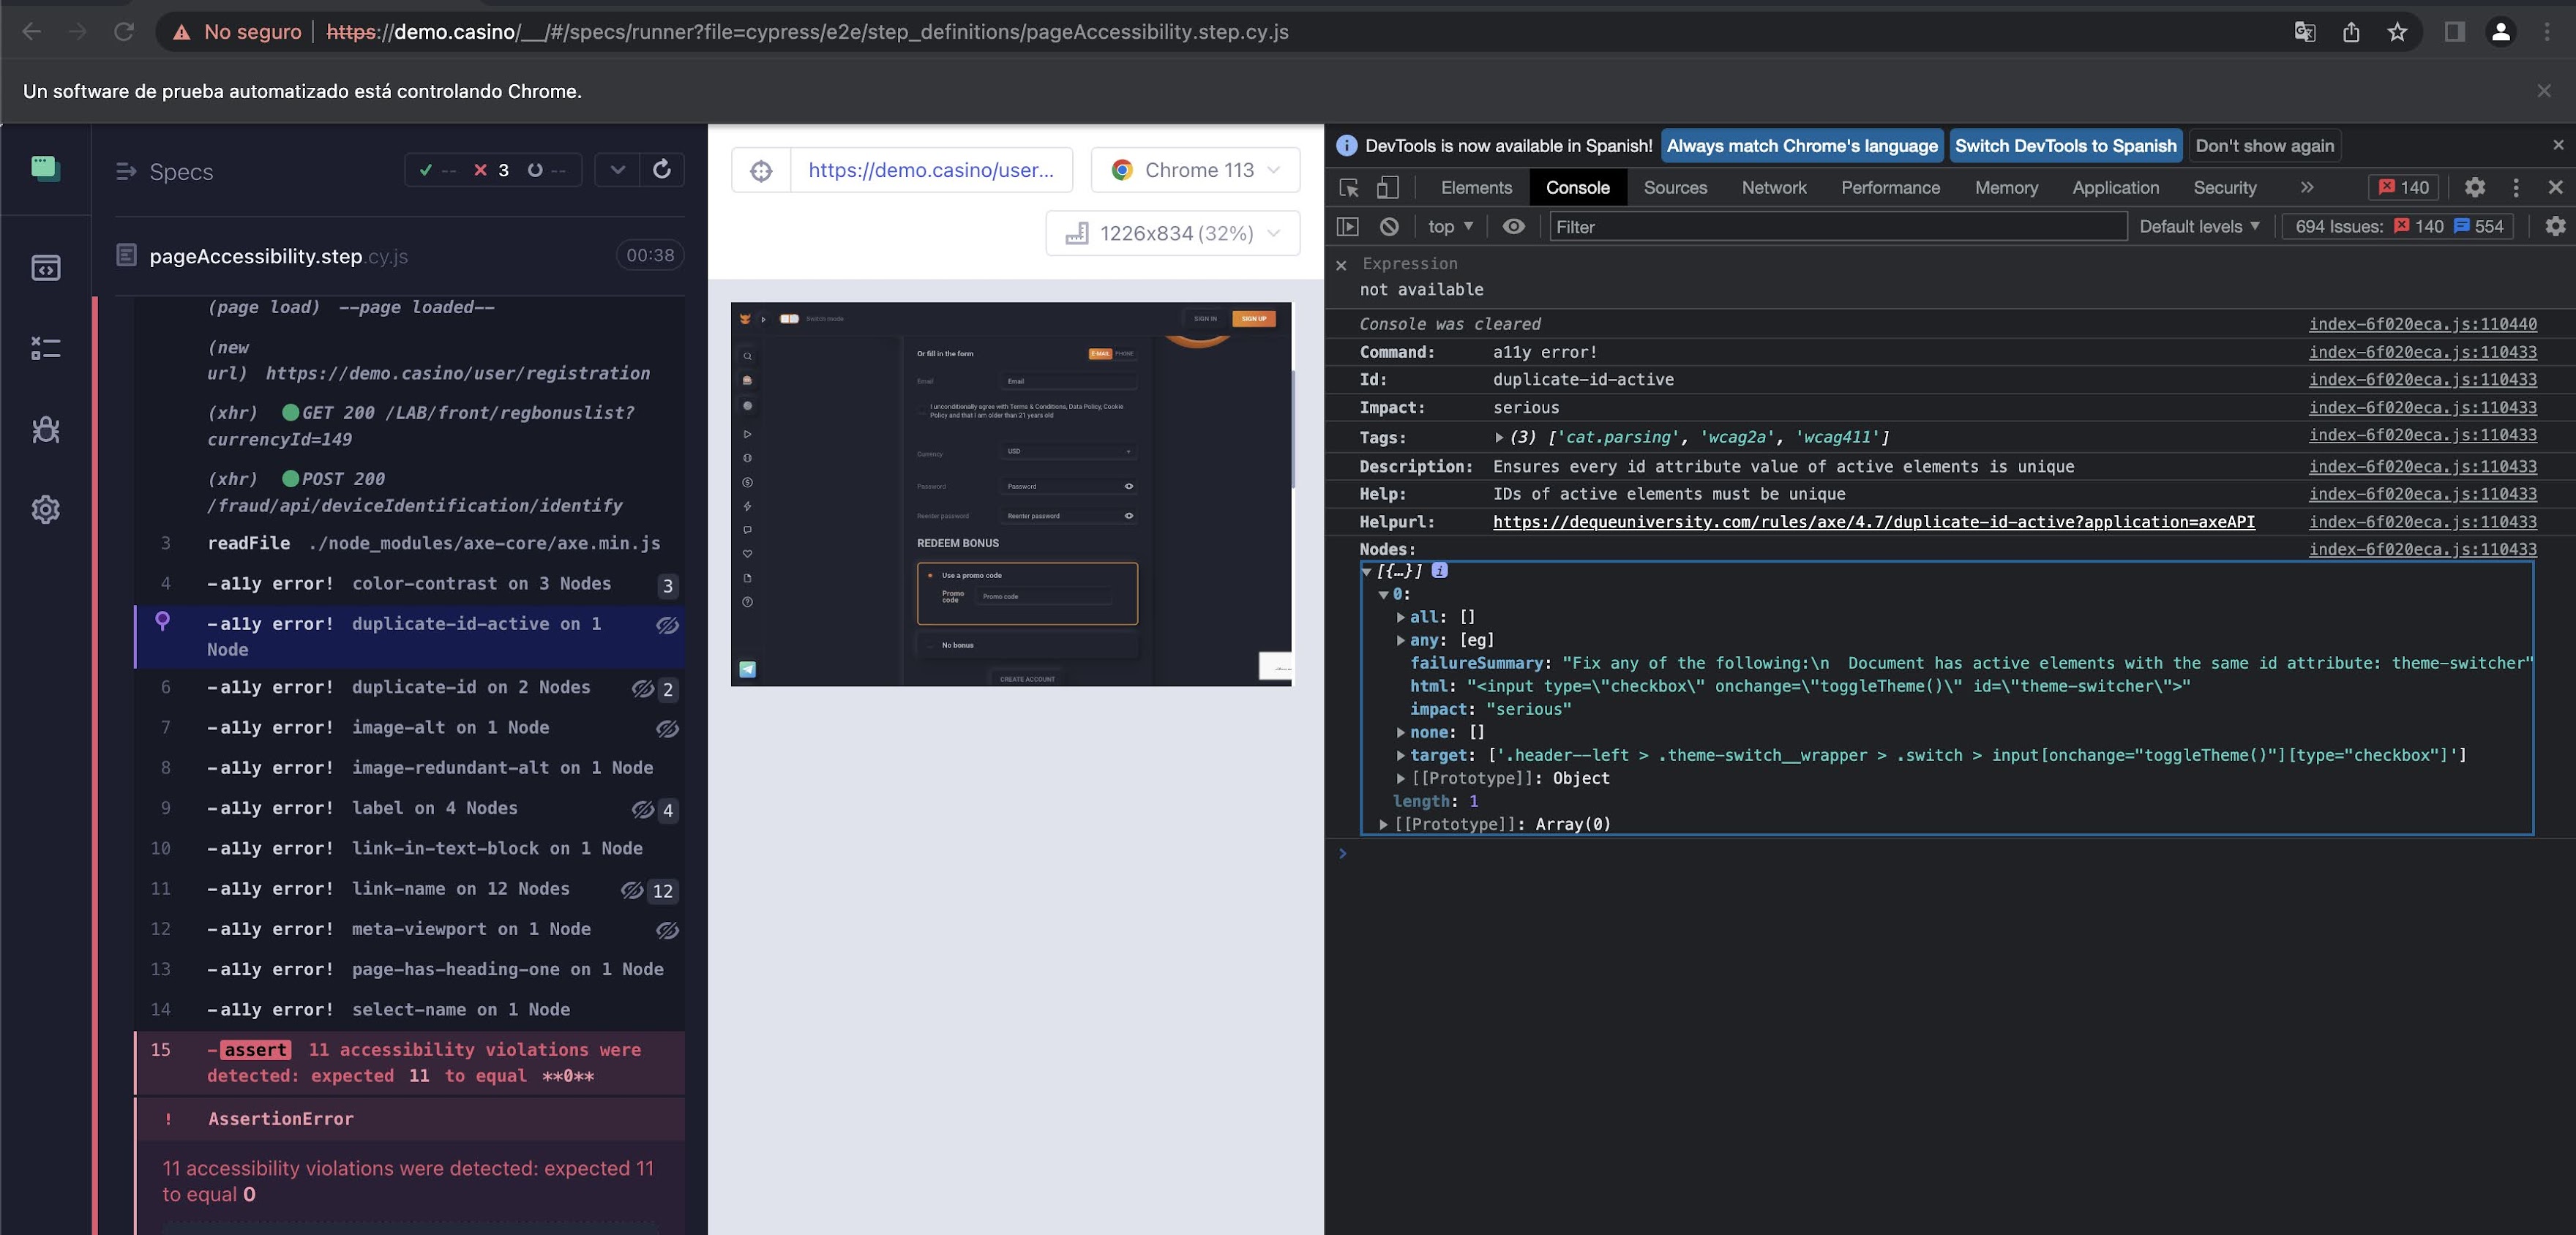 No seguro
https://demo.casino/__/#/specs/runner?file=cypress/e2e/step_definitions/pageAccessibility.step.cy.js
Un software de prueba automatizado está controlando Chrome.
Specs
-- 3 --
pageAccessibility.step.cy.js
00:38
(page load) --page loaded--
(new
url) https://demo.casino/user/registration
(xhr) GET 200 /LAB/front/regbonuslist?
currencyId=149
(xhr) POST 200
/fraud/api/deviceIdentification/identify
3 readFile ./node_modules/axe-core/axe.min.js
4 -a11y error! color-contrast on 3 Nodes 3
-a11y error! duplicate-id-active on 1
Node
6 -a11y error! duplicate-id on 2 Nodes 2
7 -a11y error! image-alt on 1 Node
8 -a11y error! image-redundant-alt on 1 Node
9 -a11y error! label on 4 Nodes 4
10 -a11y error! link-in-text-block on 1 Node
11 -a11y error! link-name on 12 Nodes 12
12 -a11y error! meta-viewport on 1 Node
13 -a11y error! page-has-heading-one on 1 Node
14 -a11y error! select-name on 1 Node
15 -assert 11 accessibility violations were
detected: expected 11 to equal **0**
! AssertionError
11 accessibility violations were detected: expected 11
to equal 0
https://demo.casino/user...
Chrome 113
1226x834 (32%)
Switch mode
SIGN IN
SIGN UP
Or fill in the form
E-MAIL
PHONE
Email
Email
I unconditionally agree with Terms & Conditions, Data Policy, Cookie
Policy and that I am older than 21 years old
Currency
USD
Password
Password
Reenter password
Reenter password
REDEEM BONUS
Use a promo code
Promo
code
Promo code
No bonus
CREATE ACCOUNT
DevTools is now available in Spanish!
Always match Chrome's language
Switch DevTools to Spanish
Don't show again
Elements
Console
Sources
Network
Performance
Memory
Application
Security
»
140
top
Filter
Default levels
694 Issues: 140 554
Expression
not available
Console was cleared index-6f020eca.js:110440
Command: a11y error! index-6f020eca.js:110433
Id: duplicate-id-active index-6f020eca.js:110433
Impact: serious index-6f020eca.js:110433
Tags: (3) ['cat.parsing', 'wcag2a', 'wcag411'] index-6f020eca.js:110433
Description: Ensures every id attribute value of active elements is unique index-6f020eca.js:110433
Help: IDs of active elements must be unique index-6f020eca.js:110433
Helpurl: https://dequeuniversity.com/rules/axe/4.7/duplicate-id-active?application=axeAPI index-6f020eca.js:110433
Nodes: index-6f020eca.js:110433
[{…}] i
0:
all: []
any: [eg]
failureSummary: "Fix any of the following:\n  Document has active elements with the same id attribute: theme-switcher"
html: "<input type=\"checkbox\" onchange=\"toggleTheme()\" id=\"theme-switcher\">"
impact: "serious"
none: []
target: ['.header--left > .theme-switch__wrapper > .switch > input[onchange="toggleTheme()"][type="checkbox"]']
[[Prototype]]: Object
length: 1
[[Prototype]]: Array(0)